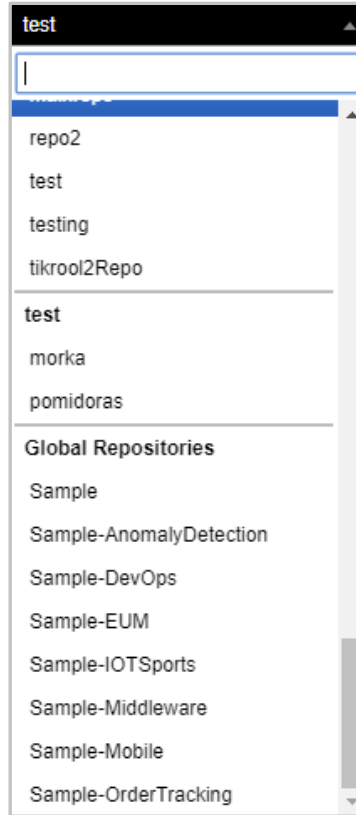 test
repo2
test
testing
tikrool2Repo
test
morka
pomidoras
Global Repositories
Sample
Sample-AnomalyDetection
Sample-DevOps
Sample-EUM
Sample-IOTSports
Sample-Middleware
Sample-Mobile
Sample-OrderTracking